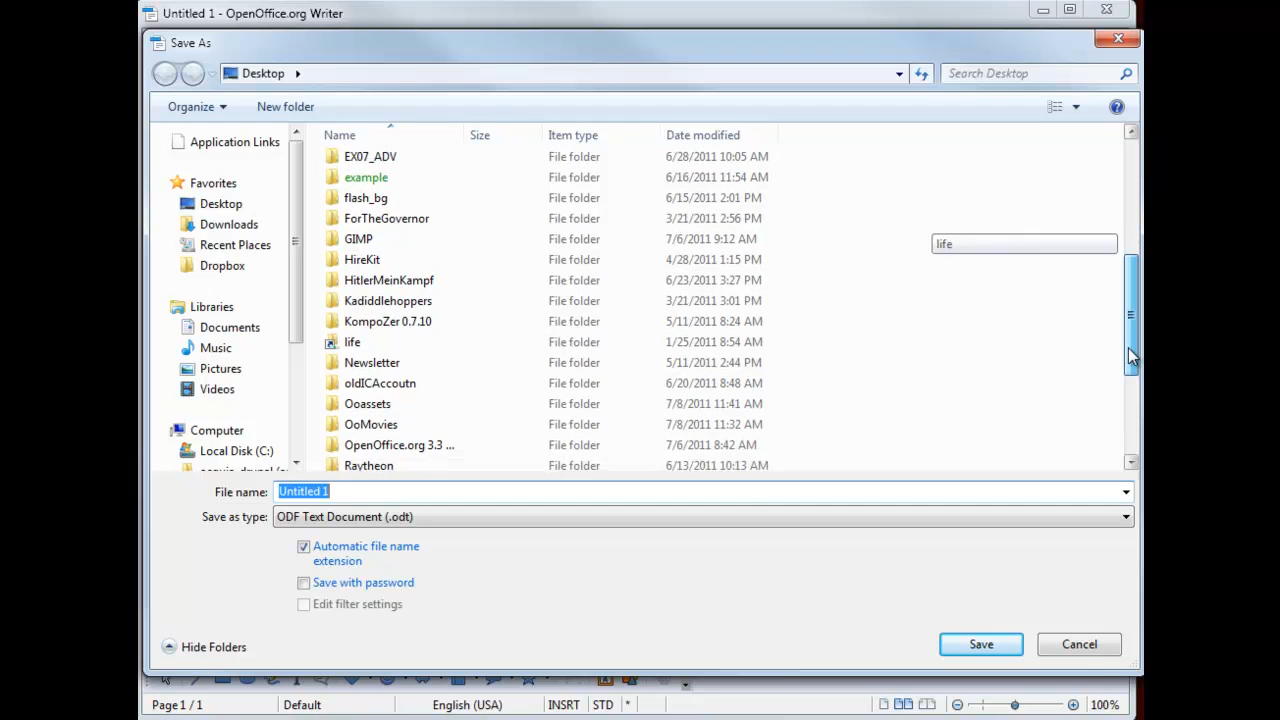 Untitled 1 - OpenOffice.org Writer
Save As
Desktop
Search Desktop
Organize
New folder
Name Size Item type Date modified
Application Links
Favorites
Desktop
Downloads
Recent Places
Dropbox
Libraries
Documents
Music
Pictures
Videos
Computer
Local Disk (C:)
EX07_ADV File folder 6/28/2011 10:05 AM
example File folder 6/16/2011 11:54 AM
flash_bg File folder 6/15/2011 2:01 PM
ForTheGovernor File folder 3/21/2011 2:56 PM
GIMP File folder 7/6/2011 9:12 AM
HireKit File folder 4/28/2011 1:15 PM
HitlerMeinKampf File folder 6/23/2011 3:27 PM
Kadiddlehoppers File folder 3/21/2011 3:01 PM
KompoZer 0.7.10 File folder 5/11/2011 8:24 AM
life File folder 1/25/2011 8:54 AM
Newsletter File folder 5/11/2011 2:44 PM
oldICAccoutn File folder 6/20/2011 8:48 AM
Ooassets File folder 7/8/2011 11:41 AM
OoMovies File folder 7/8/2011 11:32 AM
OpenOffice.org 3.3 ... File folder 7/6/2011 8:42 AM
Raytheon File folder 6/13/2011 10:13 AM
life
File name: Untitled 1
Save as type: ODF Text Document (.odt)
Automatic file name
extension
Save with password
Edit filter settings
Hide Folders
Save
Cancel
Page 1 / 1 Default English (USA) INSRT STD * 100%